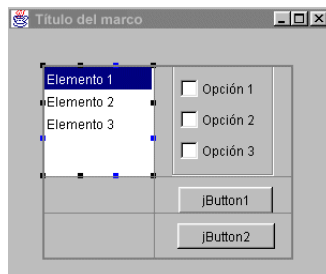 Título del marco
Elemento 1
Elemento 2
Elemento 3
Opción 1
Opción 2
Opción 3
jButton1
jButton2